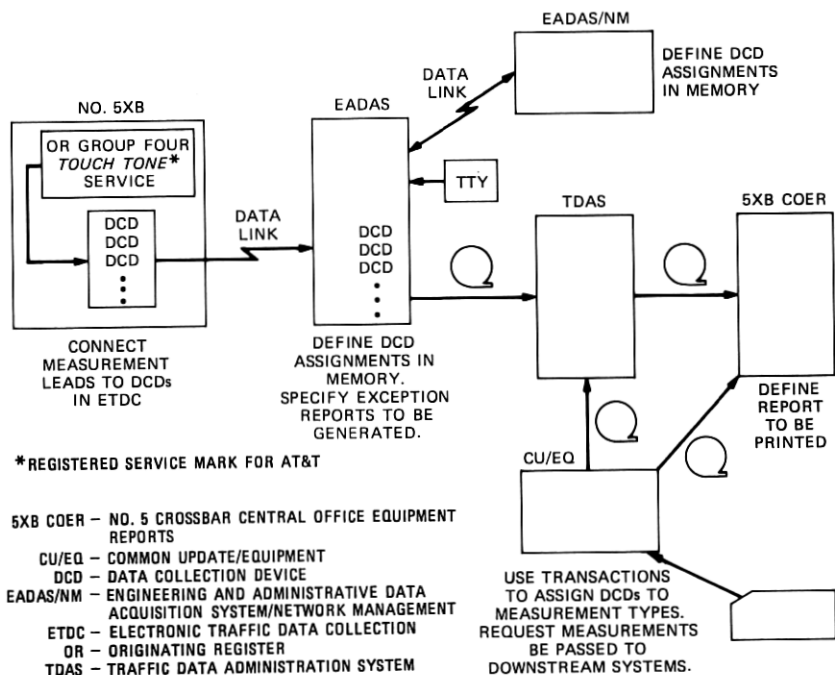 EADAS/NM
DEFINE DCD
ASSIGNMENTS
IN MEMORY
DATA
LINK
NO. 5XB
OR GROUP FOUR
TOUCH TONE*
SERVICE
DCD
DCD
DCD
CONNECT
MEASUREMENT
LEADS TO DCDs
IN ETDC
DATA
LINK
EADAS
TTY
DCD
DCD
DCD
DEFINE DCD
ASSIGNMENTS IN
MEMORY.
SPECIFY EXCEPTION
REPORTS TO BE
GENERATED.
TDAS
5XB COER
DEFINE
REPORT
TO BE
PRINTED
CU/EQ
USE TRANSACTIONS
TO ASSIGN DCDs TO
MEASUREMENT TYPES.
REQUEST MEASUREMENTS
BE PASSED TO
DOWNSTREAM SYSTEMS.
*REGISTERED SERVICE MARK FOR AT&T
5XB COER – NO. 5 CROSSBAR CENTRAL OFFICE EQUIPMENT
REPORTS
CU/EQ – COMMON UPDATE/EQUIPMENT
DCD – DATA COLLECTION DEVICE
EADAS/NM – ENGINEERING AND ADMINISTRATIVE DATA
ACQUISITION SYSTEM/NETWORK MANAGEMENT
ETDC – ELECTRONIC TRAFFIC DATA COLLECTION
OR – ORIGINATING REGISTER
TDAS – TRAFFIC DATA ADMINISTRATION SYSTEM